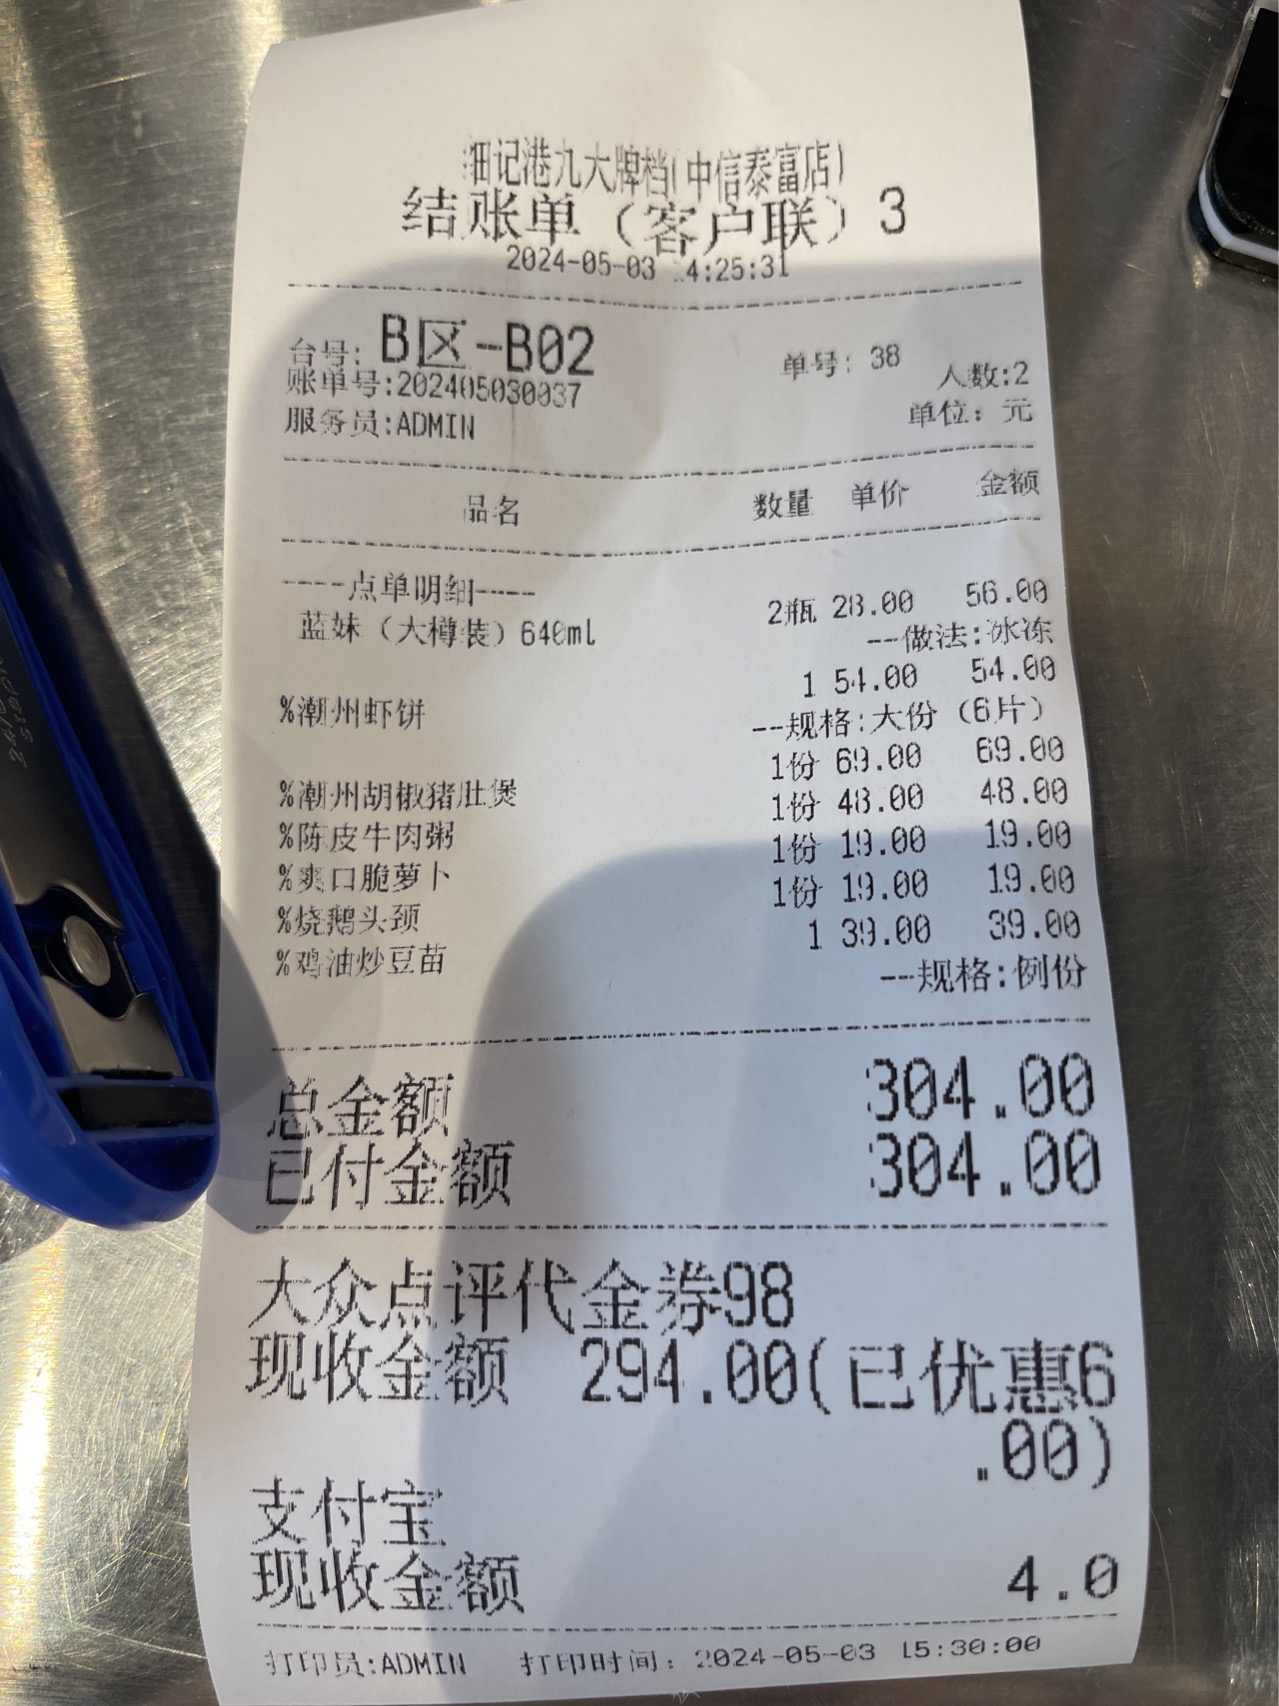 细记港九大牌档(中信泰富店)
结账单（客户联）3
2024-05-03 14:25:31
台号: B区-B02 单号: 38
账单号:202405030037 人数:2
服务员:ADMIN 单位: 元
品名 数量 单价 金额
----点单明细----
蓝妹（大樽装）640ml 2瓶 28.00 56.00
--做法:冰冻
%潮州虾饼 1 54.00 54.00
--规格:大份（6片）
%潮州胡椒猪肚煲 1份 69.00 69.00
%陈皮牛肉粥 1份 48.00 48.00
%爽口脆萝卜 1份 19.00 19.00
%烧鹅头颈 1份 19.00 19.00
%鸡油炒豆苗 1 39.00 39.00
--规格:例份
总金额 304.00
已付金额 304.00
大众点评代金券98
现收金额 294.00(已优惠6
.00)
支付宝
现收金额 4.0
打印员:ADMIN 打印时间: 2024-05-03 15:30:00